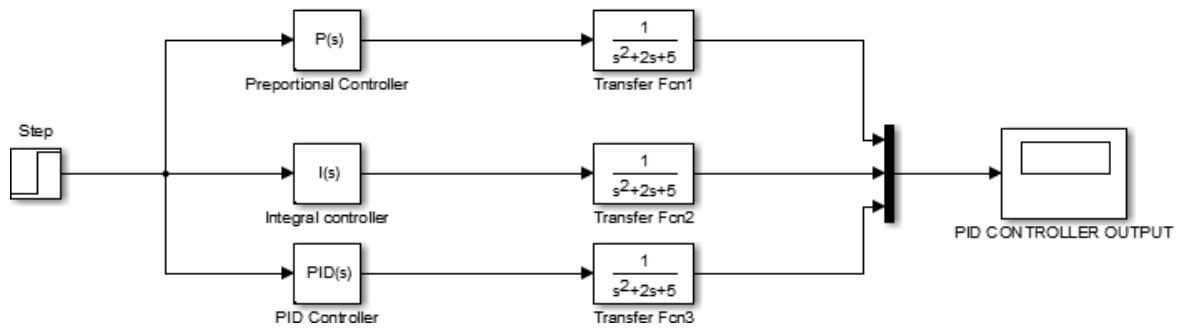 P(s)
1
s²+2s+5
Preportional Controller
Transfer Fcn1
Step
I(s)
1
s²+2s+5
Integral controller
Transfer Fcn2
PID CONTROLLER OUTPUT
PID(s)
1
s²+2s+5
PID Controller
Transfer Fcn3